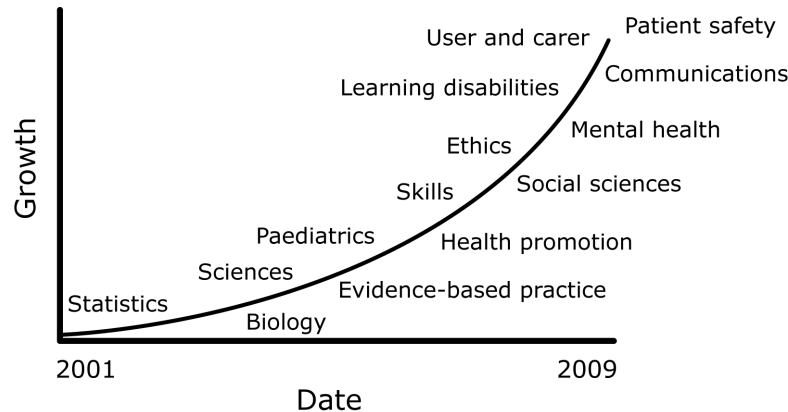 Patient safety
User and carer
Communications
Learning disabilities
Mental health
Ethics
Social sciences
Skills
Paediatrics
Health promotion
Sciences
Evidence-based practice
Statistics
Biology
Growth
2001
2009
Date